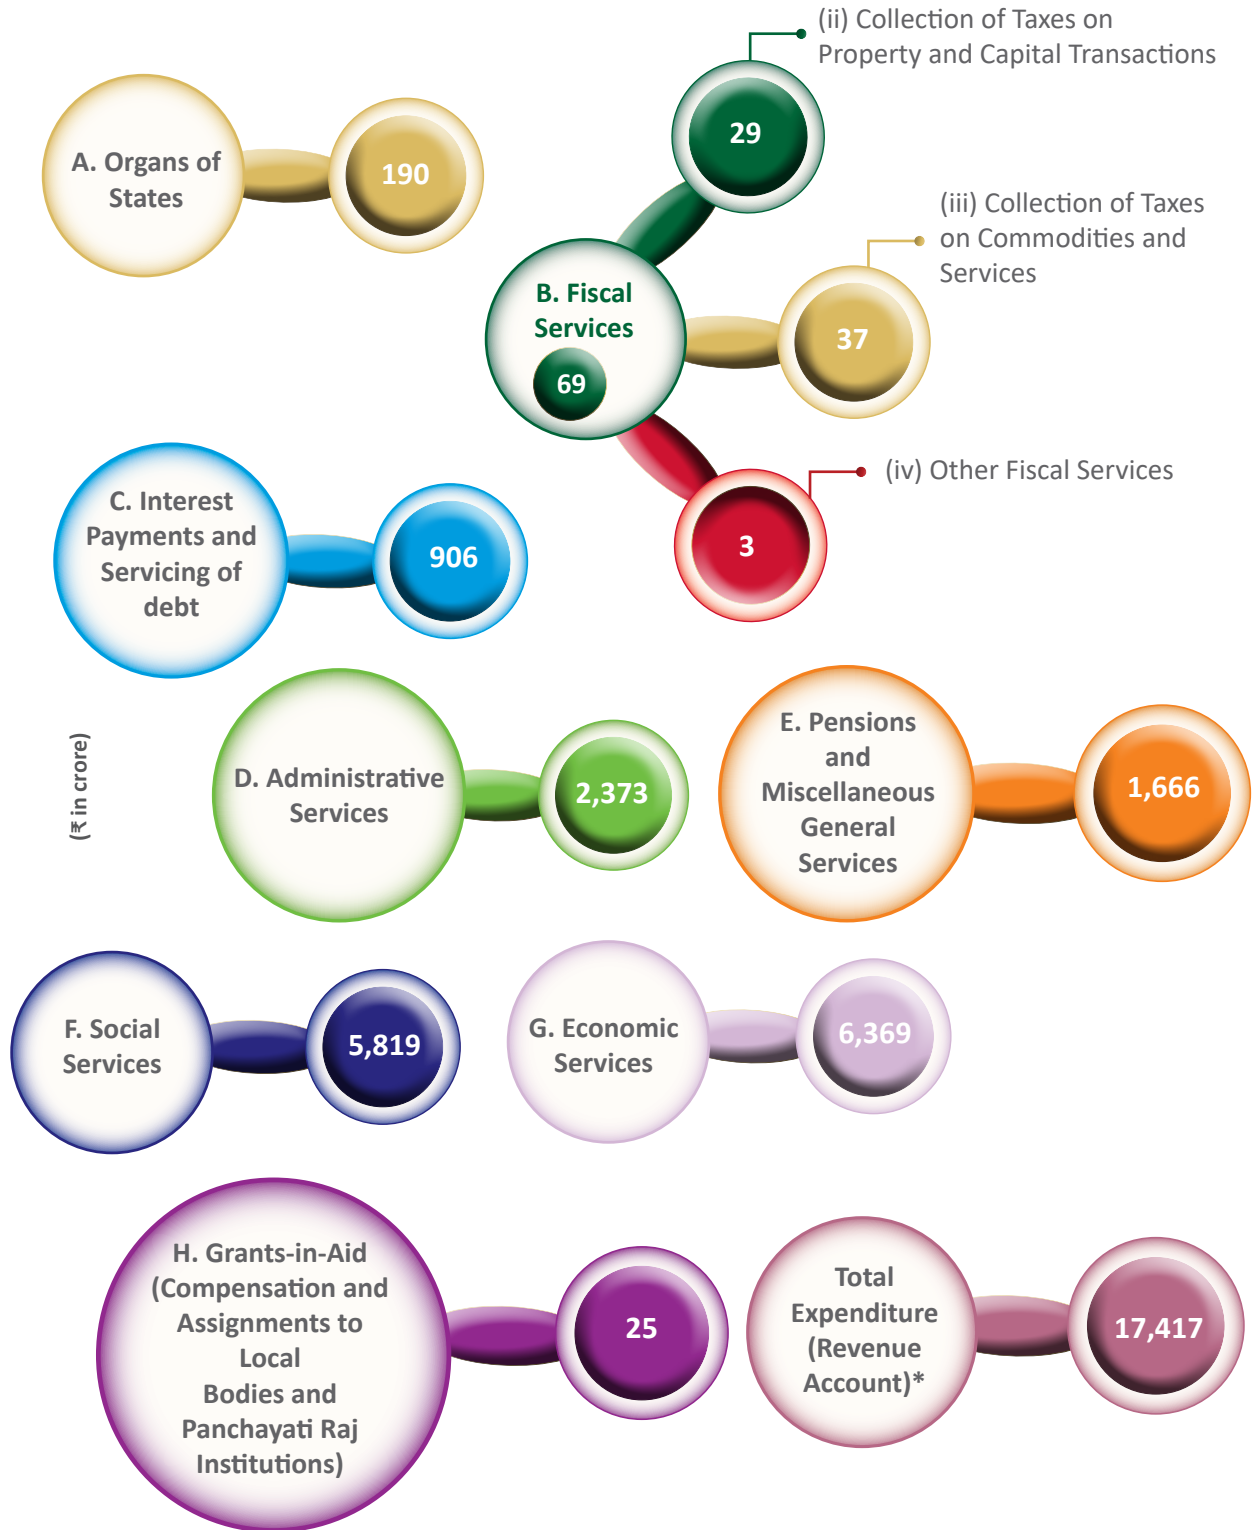 (ii) Collection of Taxes on
Property and Capital Transactions
29
A. Organs of
States
190
(iii) Collection of Taxes
on Commodities and
Services
B. Fiscal
Services
69
37
(iv) Other Fiscal Services
3
C. Interest
Payments and
Servicing of
debt
906
(₹ in crore)
D. Administrative
Services
2,373
E. Pensions
and
Miscellaneous
General
Services
1,666
F. Social
Services
5,819
G. Economic
Services
6,369
H. Grants-in-Aid
(Compensation and
Assignments to
Local
Bodies and
Panchayati Raj
Institutions)
25
Total
Expenditure
(Revenue
Account)*
17,417